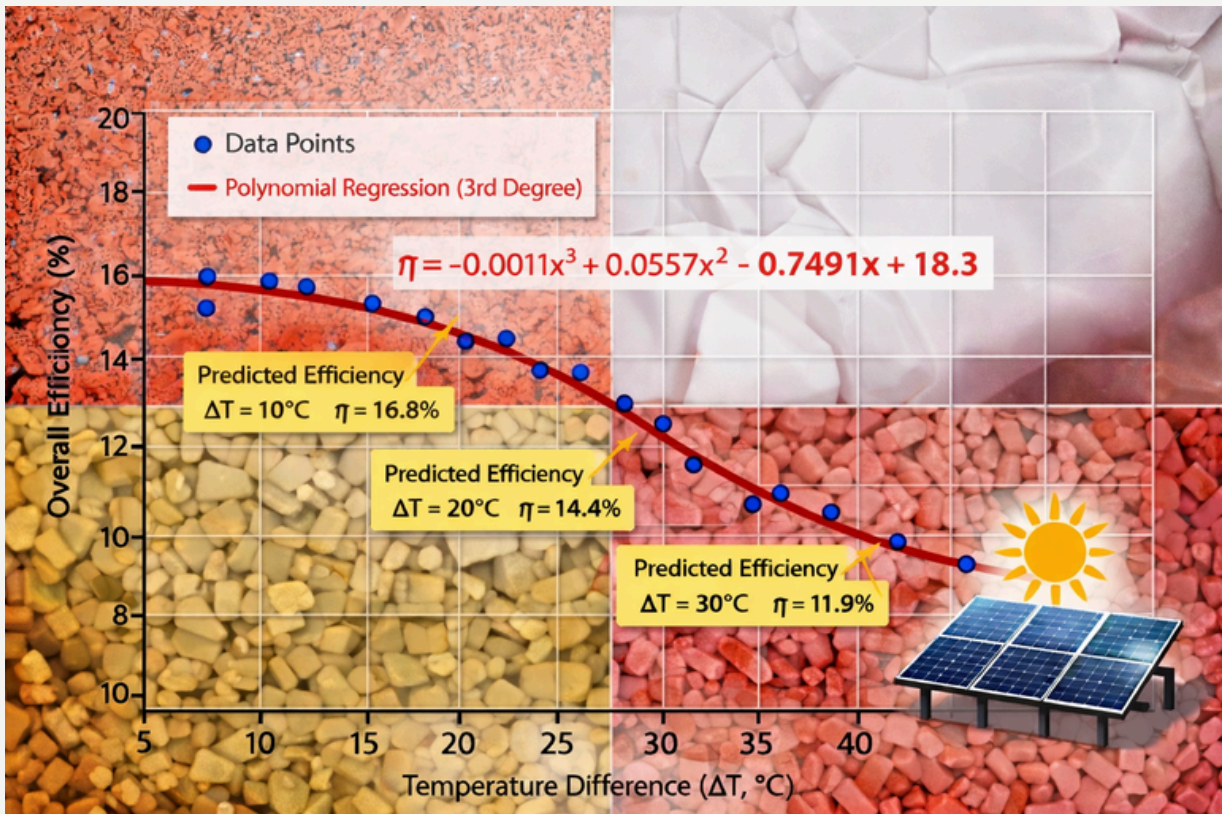 Data Points
Polynomial Regression (3rd Degree)
η = −0.0011x³ + 0.0557x² - 0.7491x + 18.3
Overall Efficiioncy (%)
20
18
16
14
12
10
8
10
Predicted Efficiency
ΔT = 10°C η = 16.8%
Predicted Efficiency
ΔT = 20°C η = 14.4%
Predicted Efficiency
ΔT = 30°C η = 11.9%
5 10 15 20 25 30 35 40
Temperature Difference (ΔT, °C)